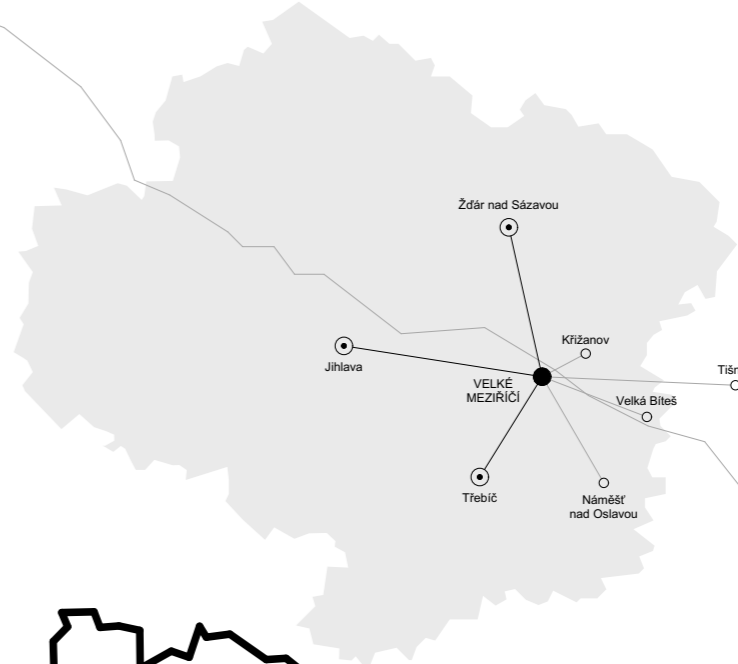 Žďár nad Sázavou
Křižanov
Jihlava
VELKÉ
MEZIŘÍČÍ
Velká Bíteš
Třebíč
Náměšť
nad Oslavou